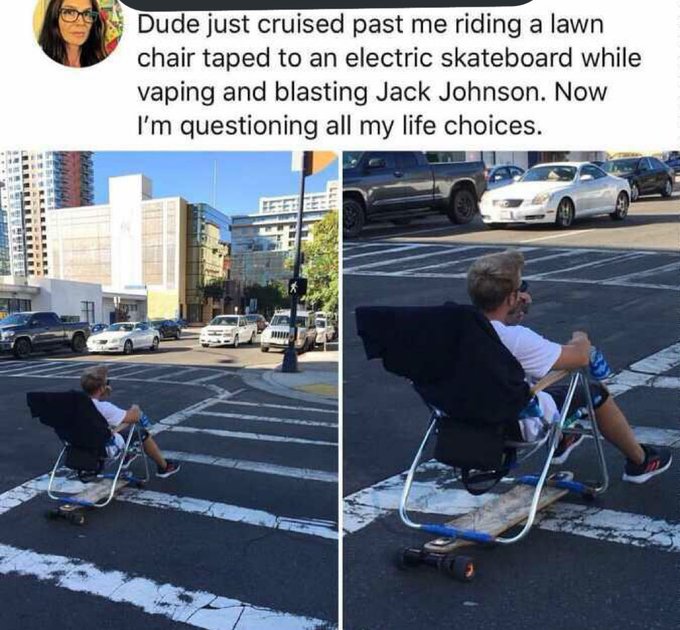 Dude just cruised past me riding a lawn
chair taped to an electric skateboard while
vaping and blasting Jack Johnson. Now
I'm questioning all my life choices.